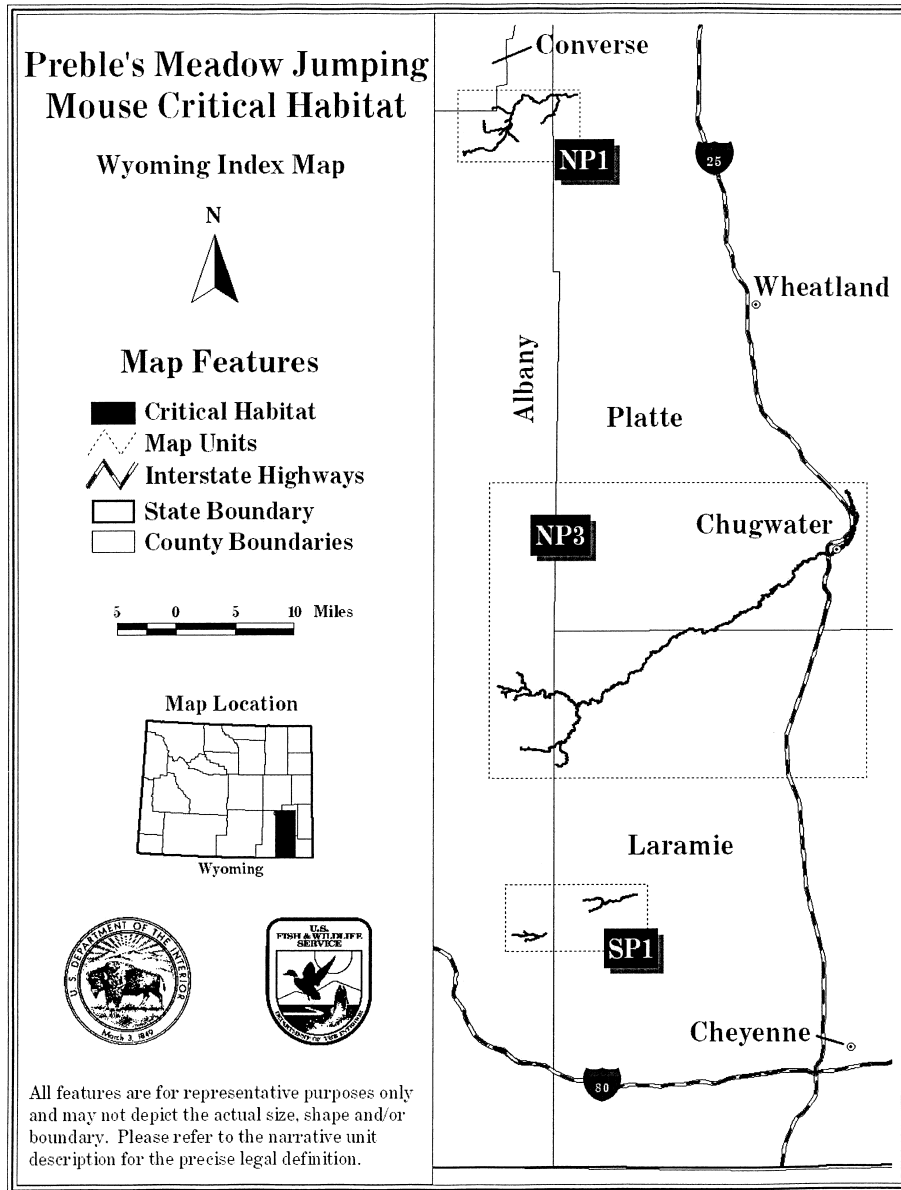 Preble's Meadow Jumping
Mouse Critical Habitat
Wyoming Index Map
N
Map Features
Critical Habitat
Map Units
Interstate Highways
State Boundary
County Boundaries
5 0 5 10 Miles
Map Location
Wyoming
U. S. DEPARTMENT OF THE INTERIOR
March 3, 1849
U.S.
FISH & WILDLIFE
SERVICE
DEPARTMENT OF THE INTERIOR
All features are for representative purposes only
and may not depict the actual size, shape and/or
boundary. Please refer to the narrative unit
description for the precise legal definition.
Converse
NP1
25
Wheatland
Albany
Platte
NP3
Chugwater
Laramie
SP1
Cheyenne
80